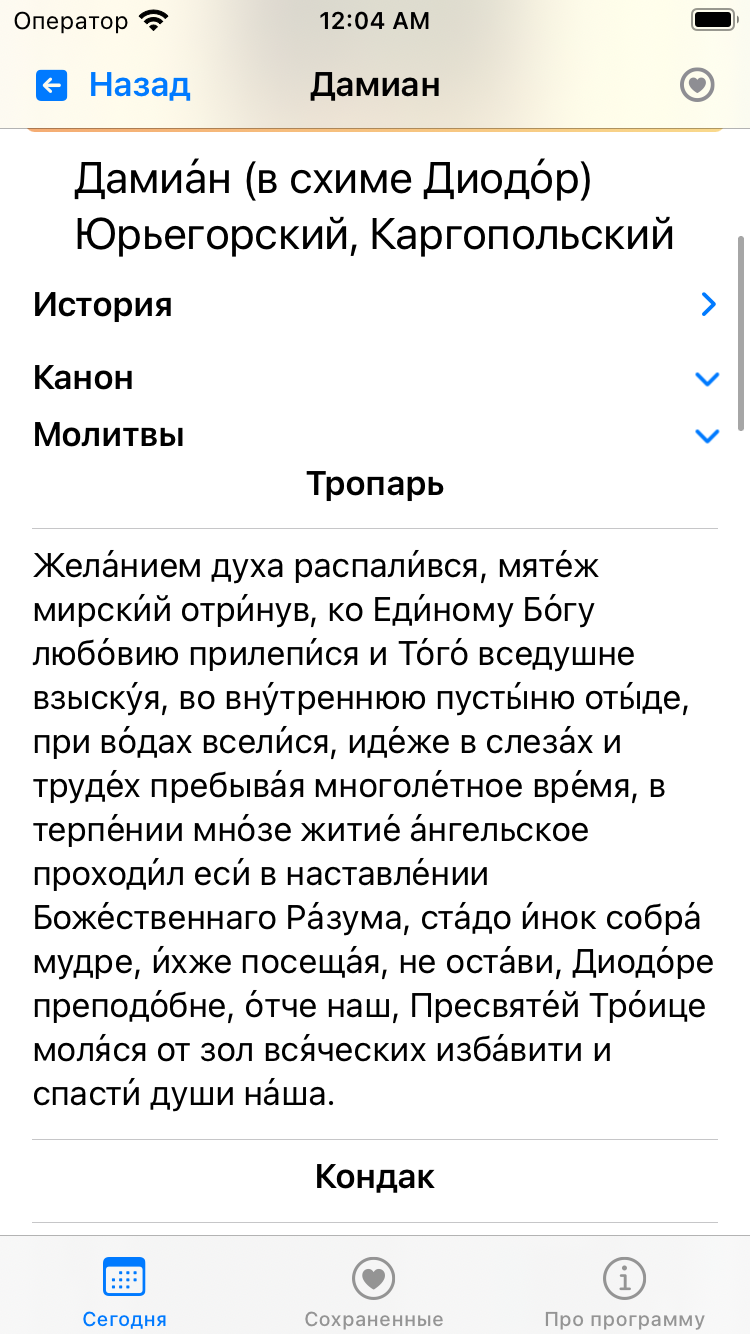 Оператор 12:04 AM
Назад Дамиан
Дамиа́н (в схиме Диодо́р)
Юрьегорский, Каргопольский
История
Канон
Молитвы
Тропарь
Жела́нием духа распали́вся, мяте́ж
мирски́й отри́нув, ко Еди́ному Бо́гу
любо́вию прилепи́ся и То́го́ вседушне
взыску́я, во вну́треннюю пусты́ню оты́де,
при во́дах всели́ся, иде́же в слеза́х и
труде́х пребыва́я многоле́тное вре́мя, в
терпе́нии мно́зе житие́ а́нгельское
проходи́л еси́ в наставле́нии
Боже́ственнаго Ра́зума, ста́до и́нок собра́
мудре, и́хже посеща́я, не оста́ви, Диодо́ре
преподо́бне, о́тче наш, Пресвяте́й Тро́ице
моля́ся от зол вся́ческих изба́вити и
спасти́ души на́ша.
Кондак
Сегодня Сохраненные Про программу